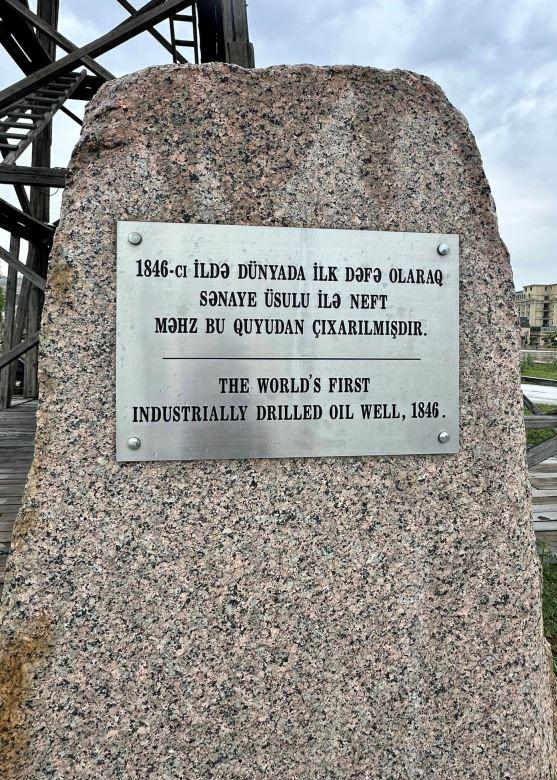 1846-cı İLDƏ DÜNYADA İLK DƏFƏ OLARAQ
SƏNAYE ÜSULU İLƏ NEFT
MƏHZ BU QUYUDAN ÇIXARILMIŞDIR.
THE WORLD'S FIRST
INDUSTRIALLY DRILLED OIL WELL, 1846.